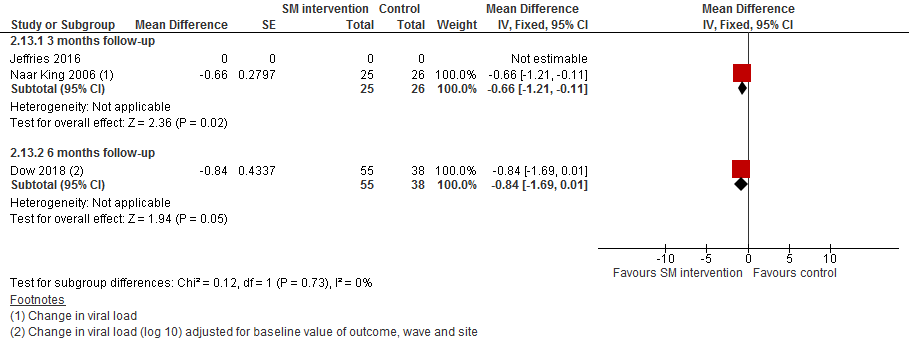 SM intervention Control Mean Difference Mean Difference
Study or Subgroup Mean Difference SE Total Total Weight IV, Fixed, 95% CI IV, Fixed, 95% CI
2.13.1 3 months follow-up
Jeffries 2016 0 0 0 0 Not estimable
Naar King 2006 (1) -0.66 0.2797 25 26 100.0% -0.66 [-1.21, -0.11]
Subtotal (95% CI) 25 26 100.0% -0.66 [-1.21, -0.11]
Heterogeneity: Not applicable
Test for overall effect: Z = 2.36 (P = 0.02)
2.13.2 6 months follow-up
Dow 2018 (2) -0.84 0.4337 55 38 100.0% -0.84 [-1.69, 0.01]
Subtotal (95% CI) 55 38 100.0% -0.84 [-1.69, 0.01]
Heterogeneity: Not applicable
Test for overall effect: Z = 1.94 (P = 0.05)
-10 -5 0 5 10
Favours SM intervention Favours control
Test for subgroup differences: Chi² = 0.12, df = 1 (P = 0.73), I² = 0%
Footnotes
(1) Change in viral load
(2) Change in viral load (log 10) adjusted for baseline value of outcome, wave and site